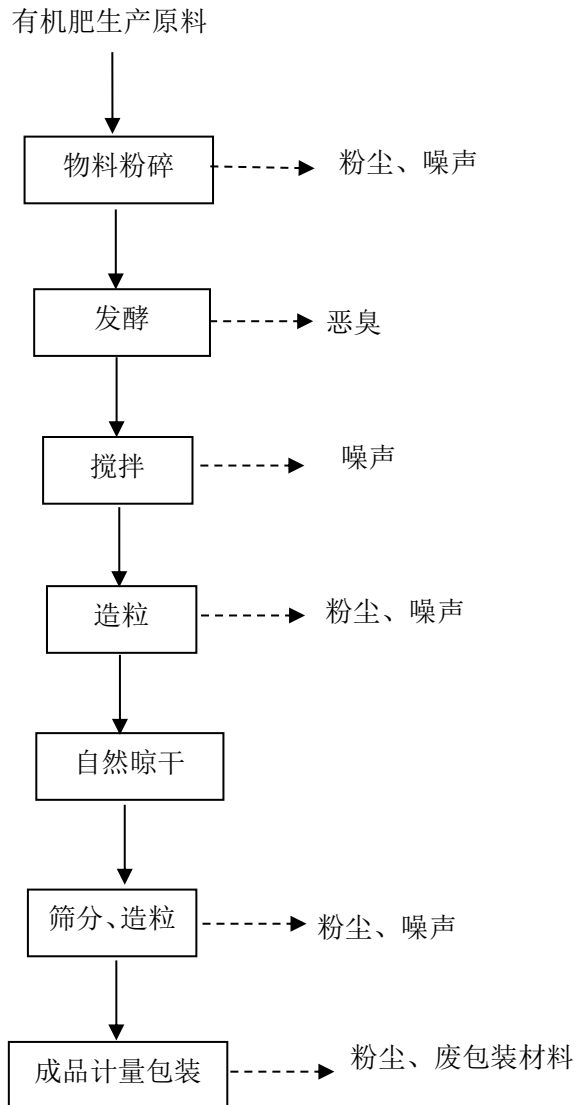 有机肥生产原料
物料粉碎
粉尘、噪声
发酵
恶臭
搅拌
噪声
造粒
粉尘、噪声
自然晾干
筛分、造粒
粉尘、噪声
成品计量包装
粉尘、废包装材料